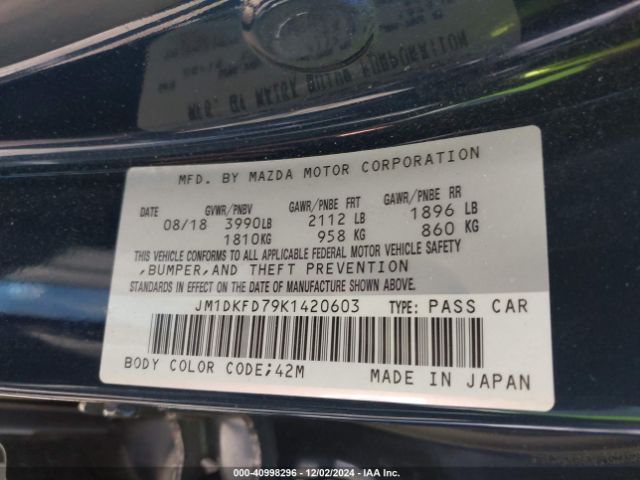 MFD. BY MAZDA MOTOR CORPORATION
DATE GVWR/PNBV GAWR/PNBE FRT GAWR/PNBE RR
08/18 3990LB 2112 LB 1896 LB
1810KG 958 KG 860 KG
THIS VEHICLE CONFORMS TO ALL APPLICABLE FEDERAL MOTOR VEHICLE SAFETY
,BUMPER,AND THEFT PREVENTION
STANDARDS IN EFFECT ON THE DATE OF MANUFACTURE SHOWN ABOVE.
JM1DKFD79K1420603 TYPE: PASS CAR
BODY COLOR CODE;42M MADE IN JAPAN
000-40998296 - 12/02/2024 - IAA Inc.